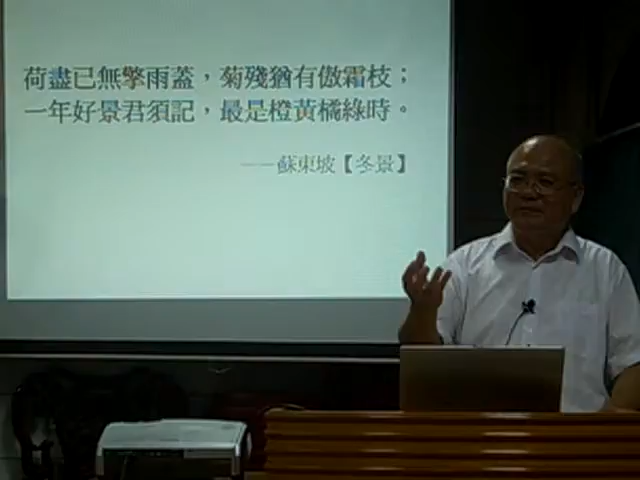 荷盡已無擎雨蓋，菊殘猶有傲霜枝；
一年好景君須記，最是橙黃橘綠時。
——蘇東坡【冬景】